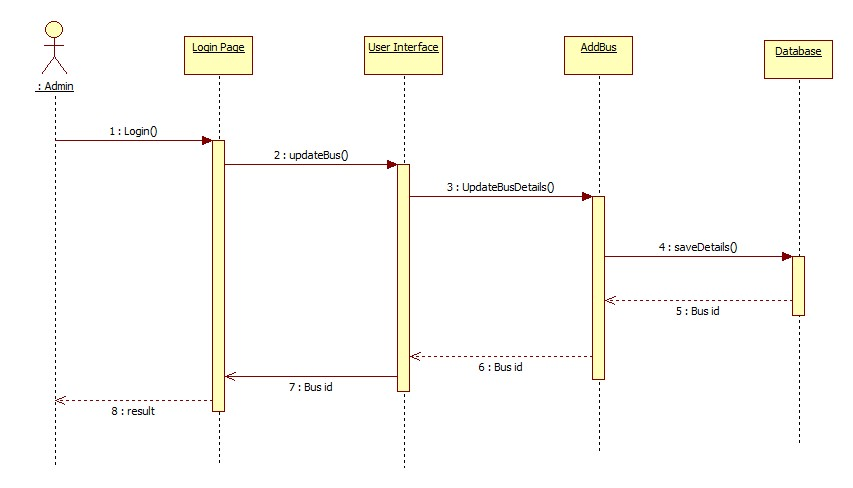 Login Page
User Interface
AddBus
Database
: Admin
1 : Login()
2 : updateBus()
3 : UpdateBusDetails()
4 : saveDetails()
5 : Bus id
6 : Bus id
7 : Bus id
8 : result